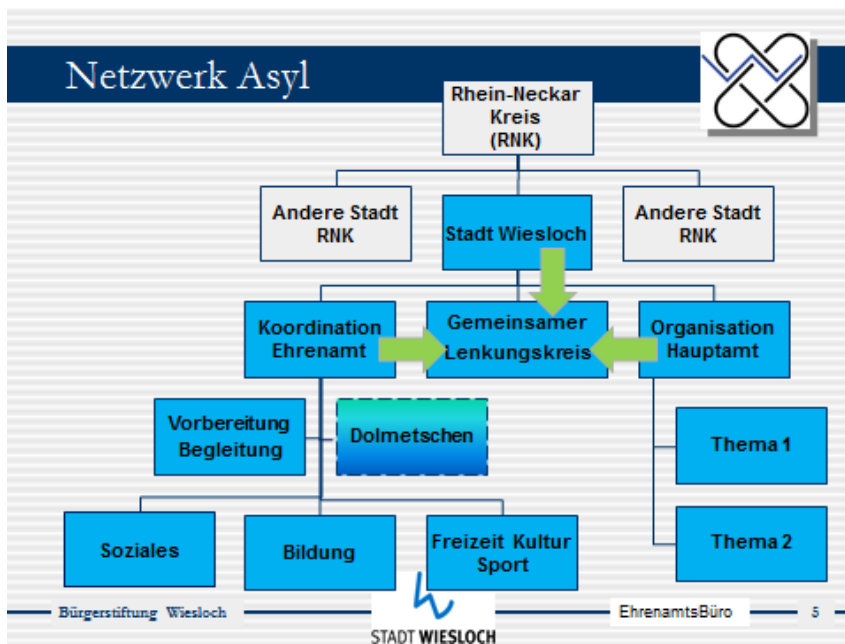 Netzwerk Asyl
Rhein-Neckar
Kreis
(RNK)
Andere Stadt
RNK
Stadt Wiesloch
Andere Stadt
RNK
Koordination
Ehrenamt
Gemeinsamer
Lenkungskreis
Organisation
Hauptamt
Vorbereitung
Begleitung
Dolmetschen
Thema 1
Soziales
Bildung
Freizeit Kultur
Sport
Thema 2
Bürgerstiftung Wiesloch
STADT WIESLOCH
EhrenamtsBüro
5